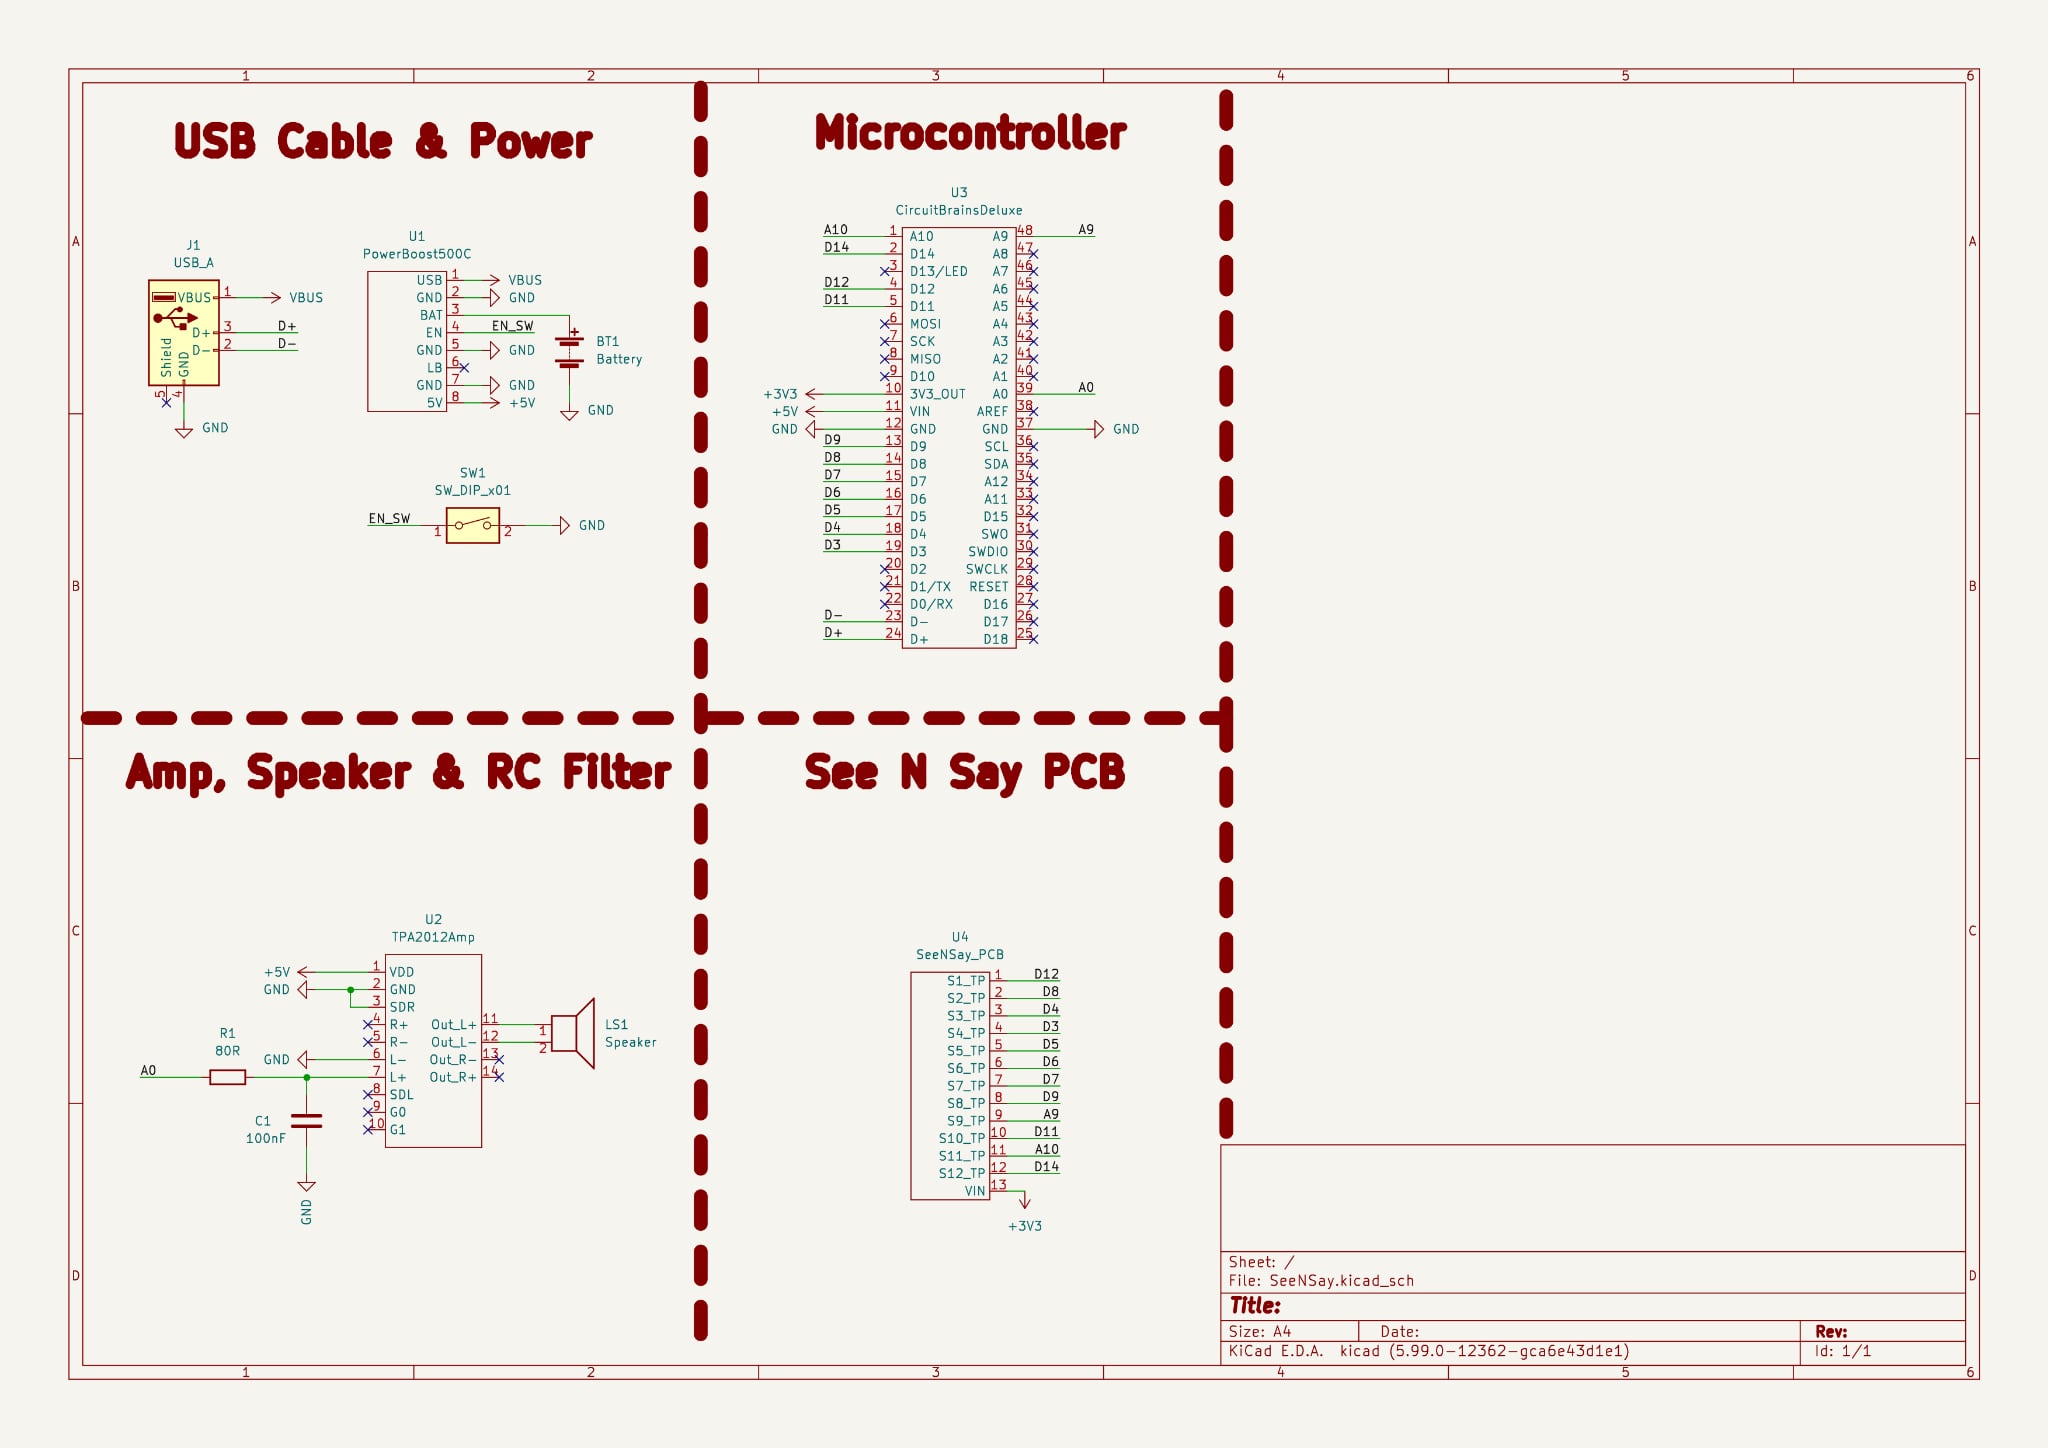 1 2 3 4 5 6
USB Cable & Power
Microcontroller
A A
J1
USB_A
VBUS 1 VBUS
D+ 3 D+
D- 2 D-
Shield
GND
5
4
GND
U1
PowerBoost500C
USB 1 VBUS
GND 2 GND
BAT 3
EN 4 EN_SW
GND 5 GND
LB 6
GND 7 GND
5V 8 +5V
+
BT1
Battery
GND
SW1
SW_DIP_x01
EN_SW 1 2 GND
U3
CircuitBrainsDeluxe
A10 1 A10 A9 48 A9
D14 2 D14 A8 47
3 D13/LED A7 46
D12 4 D12 A6 45
D11 5 D11 A5 44
6 MOSI A4 43
7 SCK A3 42
8 MISO A2 41
9 D10 A1 40
+3V3 10 3V3_OUT A0 39 A0
+5V 11 VIN AREF 38
GND 12 GND GND 37 GND
D9 13 D9 SCL 36
D8 14 D8 SDA 35
D7 15 D7 A12 34
D6 16 D6 A11 33
D5 17 D5 D15 32
D4 18 D4 SWO 31
D3 19 D3 SWDIO 30
20 D2 SWCLK 29
21 D1/TX RESET 28
22 D0/RX D16 27
D- 23 D- D17 26
D+ 24 D+ D18 25
B B
Amp, Speaker & RC Filter
See N Say PCB
C C
U2
TPA2012Amp
+5V 1 VDD
GND 2 GND
3 SDR
4 R+ Out_L+ 11
5 R- Out_L- 12
GND 6 L- Out_R- 13
A0 7 L+ Out_R+ 14
8 SDL
9 G0
10 G1
R1
80R
C1
100nF
GND
1
2
LS1
Speaker
U4
SeeNSay_PCB
S1_TP 1 D12
S2_TP 2 D8
S3_TP 3 D4
S4_TP 4 D3
S5_TP 5 D5
S6_TP 6 D6
S7_TP 7 D7
S8_TP 8 D9
S9_TP 9 A9
S10_TP 10 D11
S11_TP 11 A10
S12_TP 12 D14
VIN 13
+3V3
D D
Sheet: /
File: SeeNSay.kicad_sch
Title:
Size: A4 Date: Rev:
KiCad E.D.A. kicad (5.99.0-12362-gca6e43d1e1) Id: 1/1
1 2 3 4 5 6